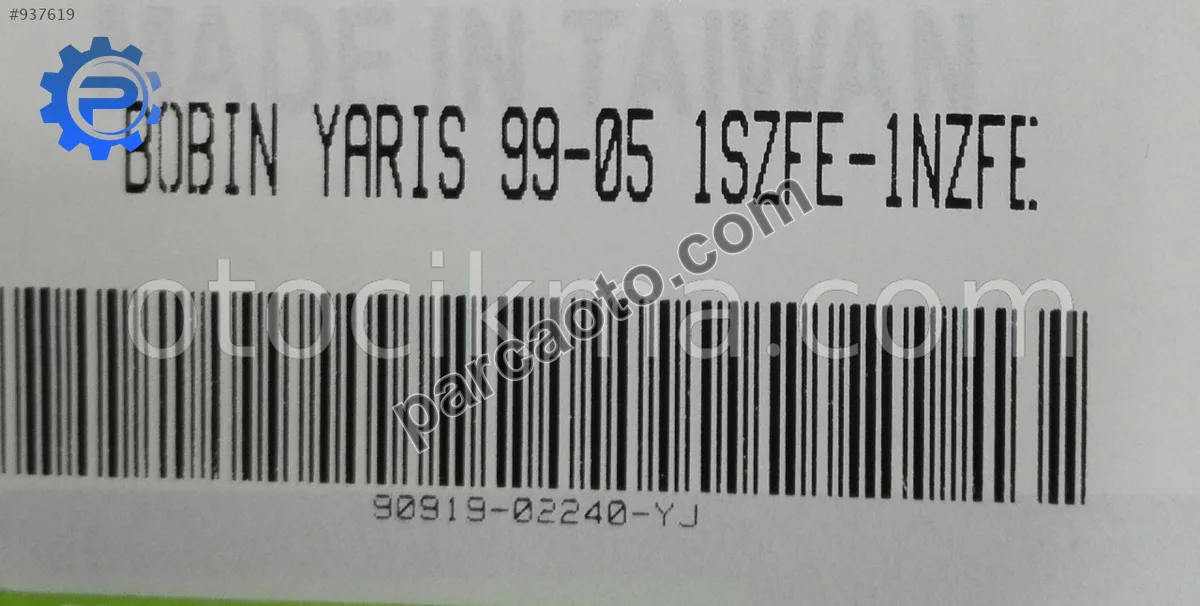 #937619
MADE IN TAIWAN
BOBIN YARIS 99-05 1SZFE-1NZFE
otocikma.com
parcaoto.com
90919-02240-YJ